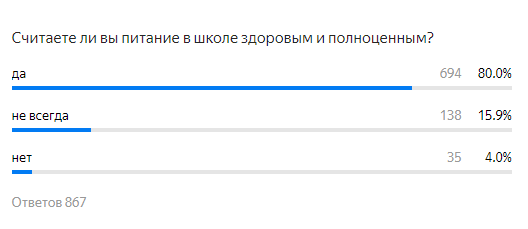 Считаете ли вы питание в школе здоровым и полноценным?
да 694 80.0%
не всегда 138 15.9%
нет 35 4.0%
Ответов 867